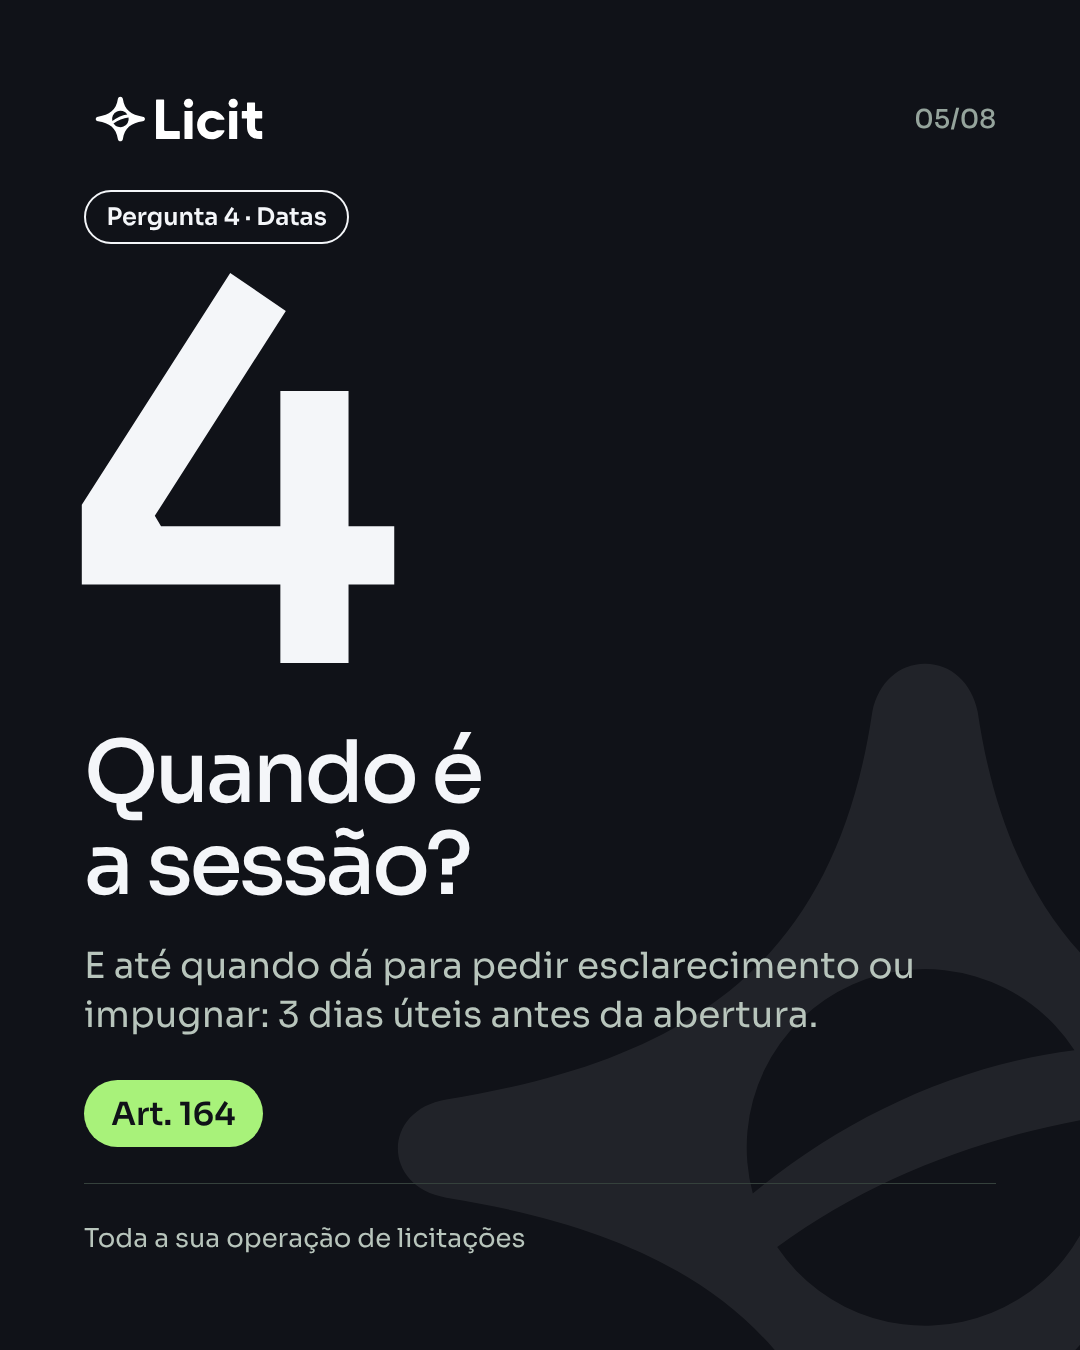 Licit
05/08
Pergunta 4 · Datas
4
Quando é
a sessão?
E até quando dá para pedir esclarecimento ou
impugnar: 3 dias úteis antes da abertura.
Art. 164
Toda a sua operação de licitações